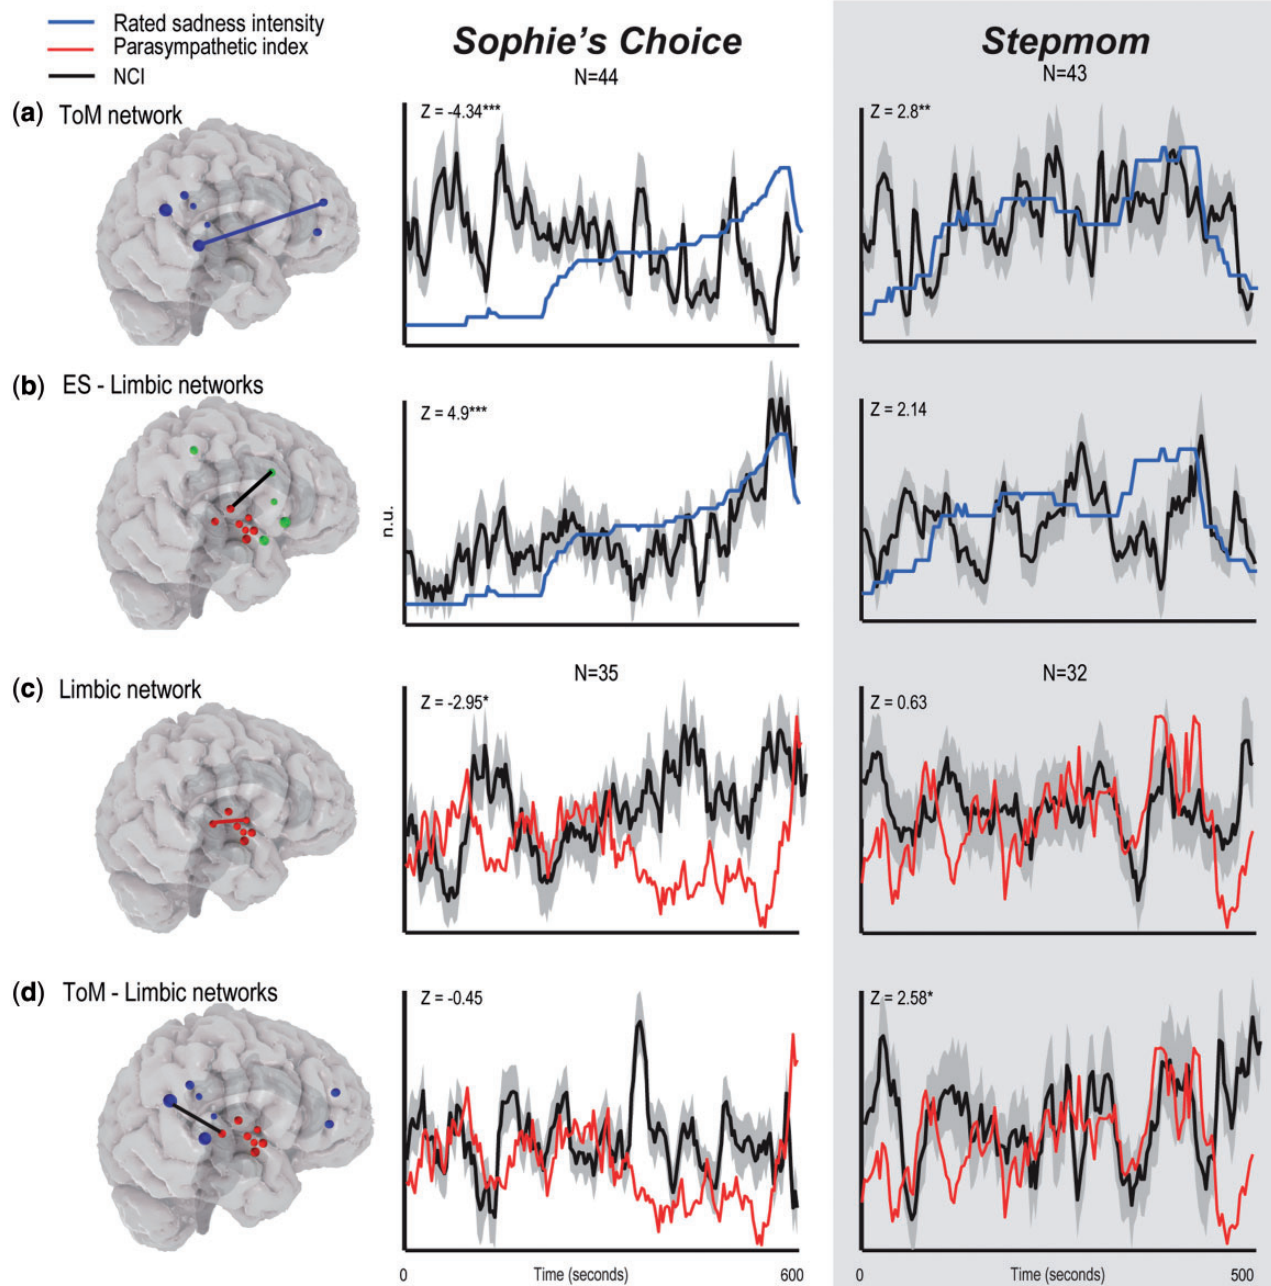 Rated sadness intensity
Parasympathetic index
NCI
Sophie's Choice
N=44
Stepmom
N=43
(a) ToM network
Z = -4.34***
Z = 2.8**
(b) ES - Limbic networks
Z = 4.9***
Z = 2.14
n.u.
(c) Limbic network
N=35
Z = -2.95*
N=32
Z = 0.63
(d) ToM - Limbic networks
Z = -0.45
Z = 2.58*
0 Time (seconds) 600
0 Time (seconds) 500